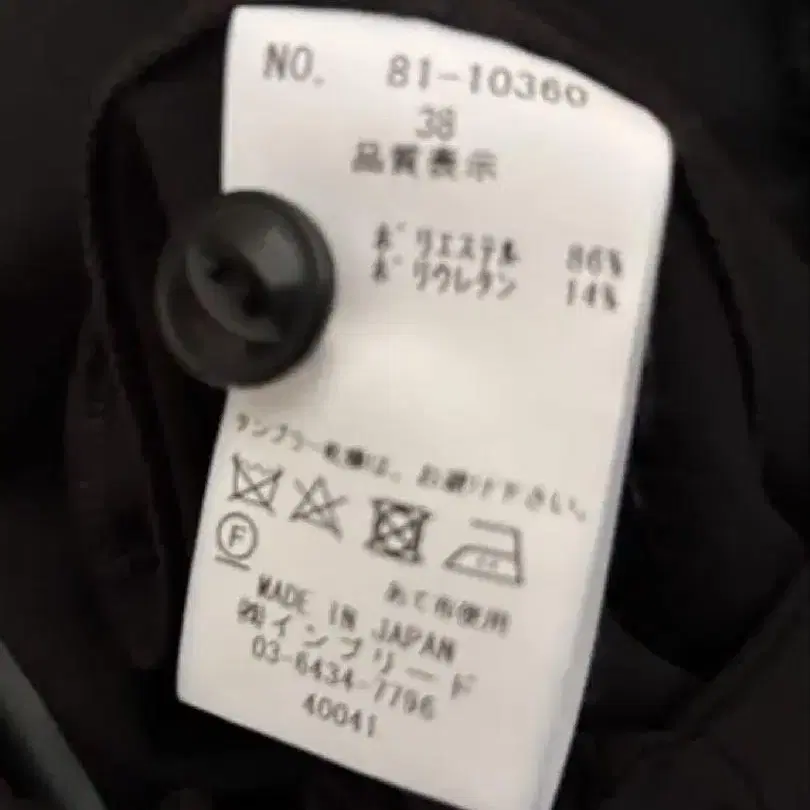 NO. 81-10360
38
品質表示
ﾎﾟﾘｴｽﾃﾙ 86%
ﾎﾟﾘｳﾚﾀﾝ 14%
タンブラー乾燥は、お避け下さい。
F
あて布使用
MADE IN JAPAN
㈱インブリード
03-6434-7796
40041